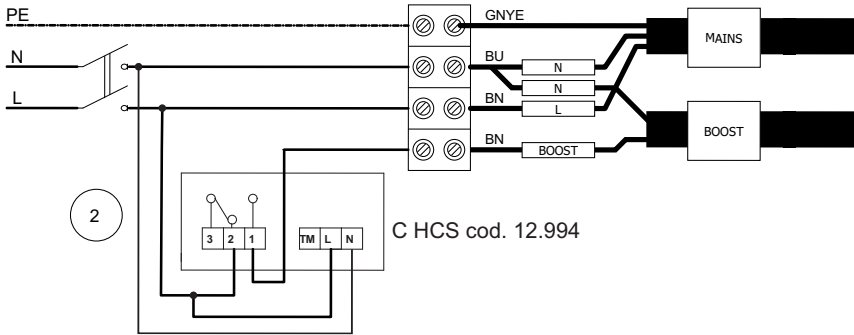 PE
GNYE
MAINS
N
BU
N
N
L
BN
L
BOOST
BN
BOOST
2
3 2 1
TM L N
C HCS cod. 12.994